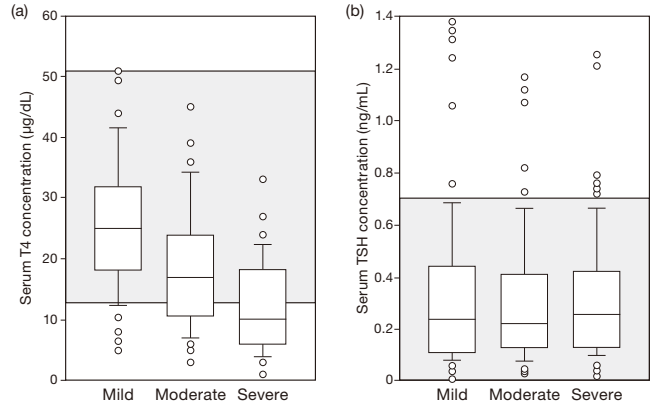 (a)
60
50
40
30
20
10
0
Serum T4 concentration (µg/dL)
Mild Moderate Severe
(b)
1.4
1.2
1.0
0.8
0.6
0.4
0.2
0
Serum TSH concentration (ng/mL)
Mild Moderate Severe